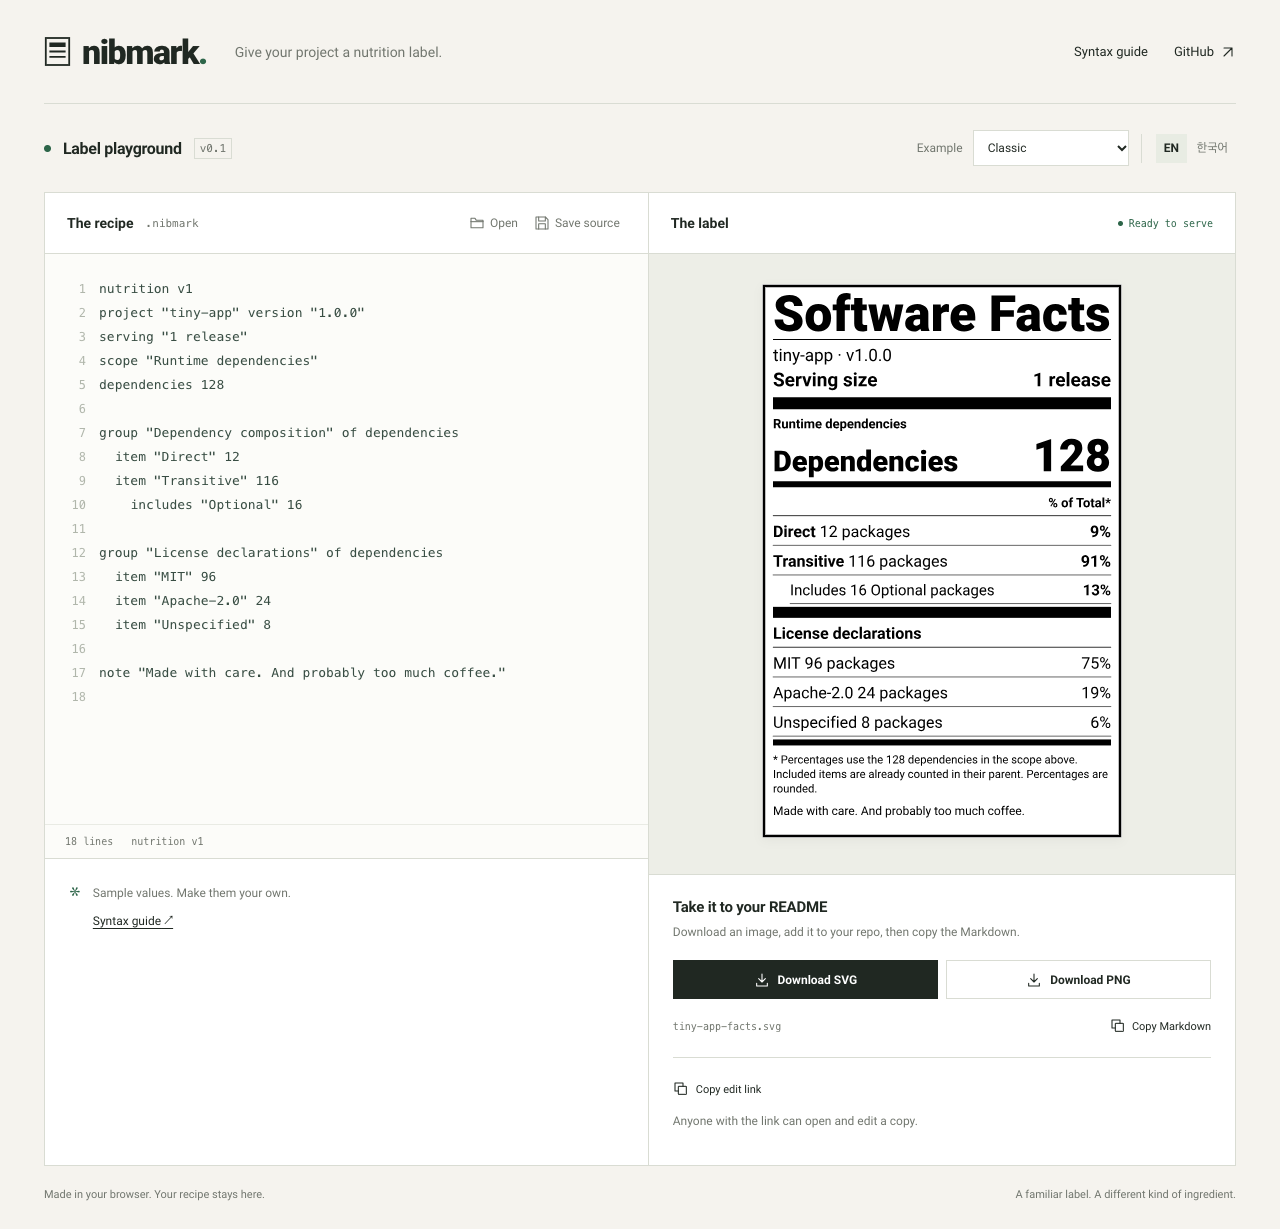 nibmark.
Give your project a nutrition label.
Syntax guide
GitHub
Label playground
v0.1
Example
Classic
EN
한국어
The recipe
.nibmark
Open
Save source
1 nutrition v1
2 project "tiny-app" version "1.0.0"
3 serving "1 release"
4 scope "Runtime dependencies"
5 dependencies 128
6
7 group "Dependency composition" of dependencies
8 item "Direct" 12
9 item "Transitive" 116
10 includes "Optional" 16
11
12 group "License declarations" of dependencies
13 item "MIT" 96
14 item "Apache-2.0" 24
15 item "Unspecified" 8
16
17 note "Made with care. And probably too much coffee."
18
18 lines nutrition v1
* Sample values. Make them your own.
Syntax guide ↗
The label
Ready to serve
Software Facts
tiny-app · v1.0.0
Serving size 1 release
Runtime dependencies
Dependencies 128
% of Total*
Direct 12 packages 9%
Transitive 116 packages 91%
Includes 16 Optional packages 13%
License declarations
MIT 96 packages 75%
Apache-2.0 24 packages 19%
Unspecified 8 packages 6%
* Percentages use the 128 dependencies in the scope above.
Included items are already counted in their parent. Percentages are
rounded.
Made with care. And probably too much coffee.
Take it to your README
Download an image, add it to your repo, then copy the Markdown.
Download SVG
Download PNG
tiny-app-facts.svg
Copy Markdown
Copy edit link
Anyone with the link can open and edit a copy.
Made in your browser. Your recipe stays here.
A familiar label. A different kind of ingredient.